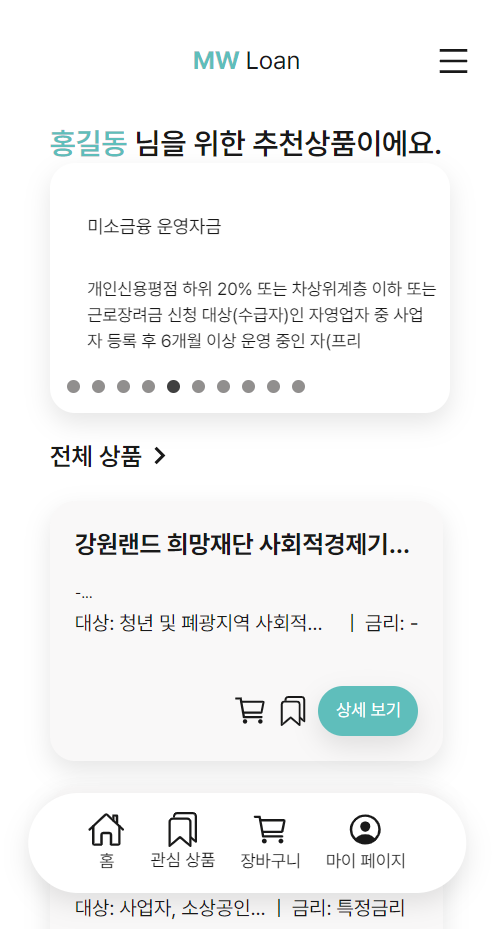 MW Loan
홍길동 님을 위한 추천상품이에요.
미소금융 운영자금
개인신용평점 하위 20% 또는 차상위계층 이하 또는
근로장려금 신청 대상(수급자)인 자영업자 중 사업
자 등록 후 6개월 이상 운영 중인 자(프리
전체 상품
강원랜드 희망재단 사회적경제기...
-...
대상: 청년 및 폐광지역 사회적... | 금리: -
상세 보기
홈 관심 상품 장바구니 마이 페이지
대상: 사업자, 소상공인... | 금리: 특정금리